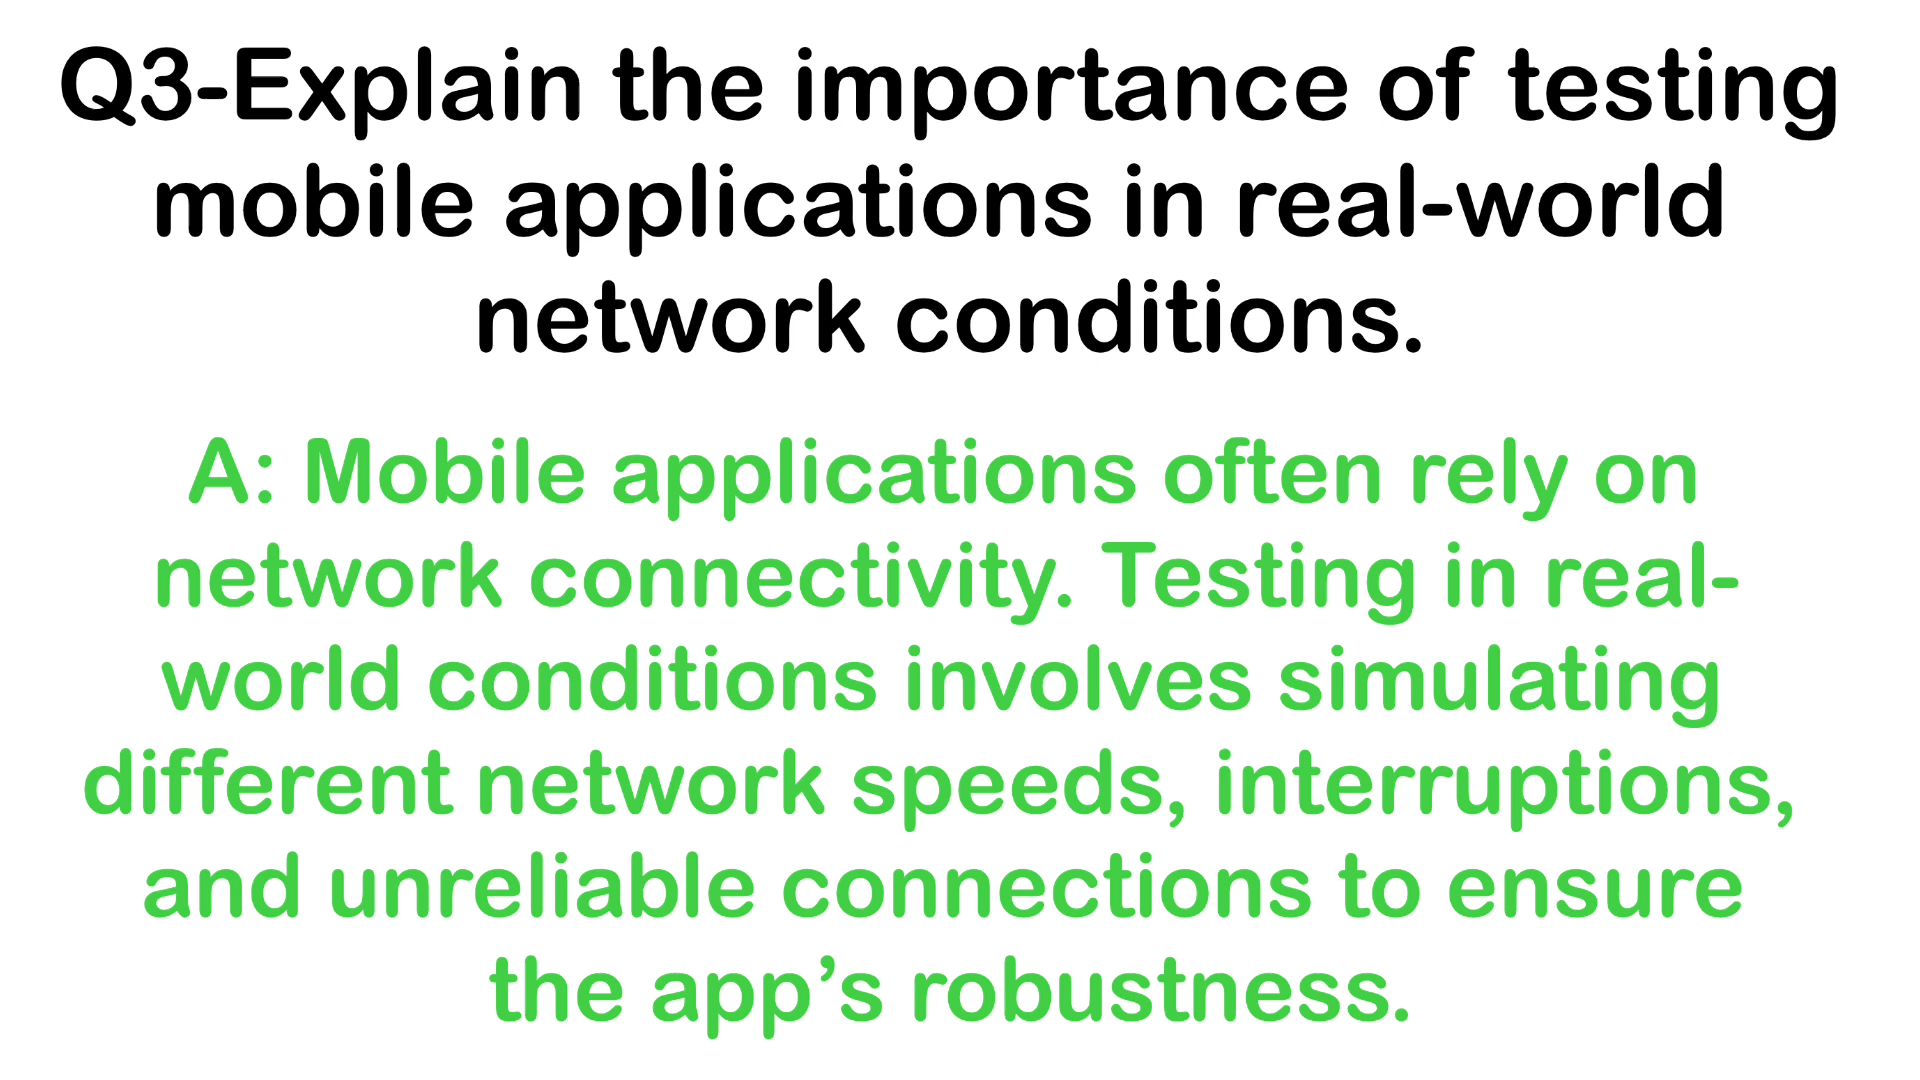 Q3-Explain the importance of testing
mobile applications in real-world
network conditions.
A: Mobile applications often rely on
network connectivity. Testing in real-
world conditions involves simulating
different network speeds, interruptions,
and unreliable connections to ensure
the app’s robustness.